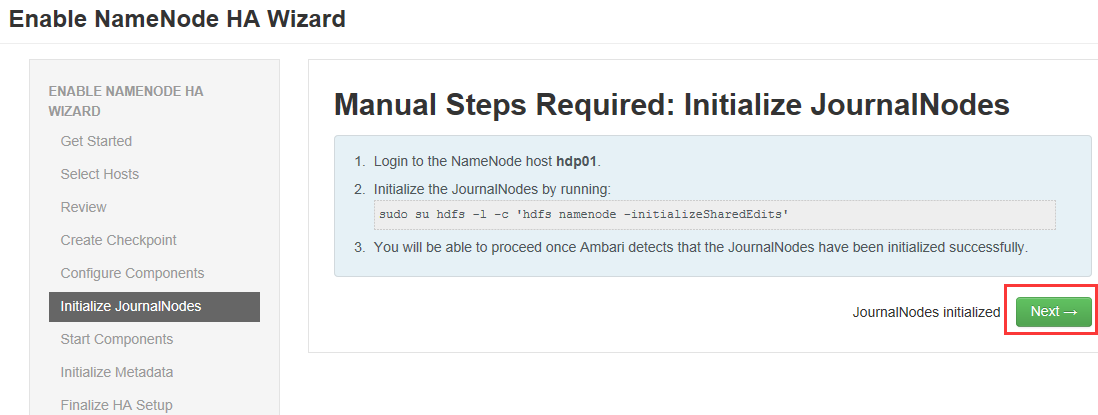 Enable NameNode HA Wizard
ENABLE NAMENODE HA
WIZARD
Get Started
Select Hosts
Review
Create Checkpoint
Configure Components
Initialize JournalNodes
Start Components
Initialize Metadata
Finalize HA Setup
Manual Steps Required: Initialize JournalNodes
1. Login to the NameNode host hdp01.
2. Initialize the JournalNodes by running:
sudo su hdfs -l -c 'hdfs namenode -initializeSharedEdits'
3. You will be able to proceed once Ambari detects that the JournalNodes have been initialized successfully.
JournalNodes initialized Next →